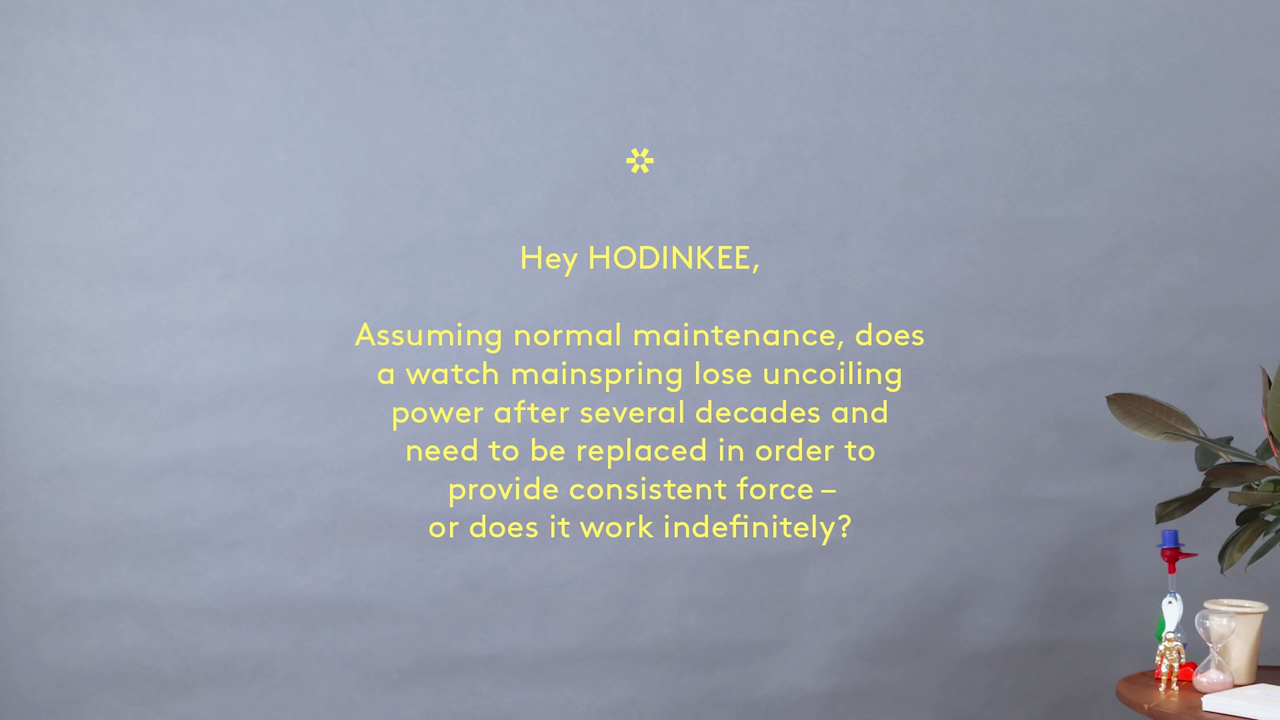 Hey HODINKEE,
Assuming normal maintenance, does
a watch mainspring lose uncoiling
power after several decades and
need to be replaced in order to
provide consistent force –
or does it work indefinitely?